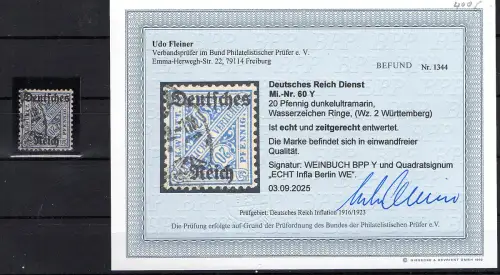 400,-
Udo Fleiner
Verbandsprüfer im Bund Philatelistischer Prüfer e. V.
Emma-Herwegh-Str. 22, 79114 Freiburg
BEFUND Nr. 1344
Deutsches Reich Dienst
Mi.-Nr. 60 Y
20 Pfennig dunkelultramarin,
Wasserzeichen Ringe, (Wz. 2 Württemberg)
Ist echt und zeitgerecht entwertet.
Die Marke befindet sich in einwandfreier
Qualität.
Signatur: WEINBUCH BPP Y und Quadratsignum
„ECHT Infla Berlin WE".
03.09.2025
Prüfgebiet: Deutsches Reich Inflation 1916/1923
Die Prüfung erfolgte auf Grund der Prüfordnung des Bundes der Philatelistischen Prüfer e.V.
Deutsches
Reich
PFENNIG
20
Deutsches
Reich